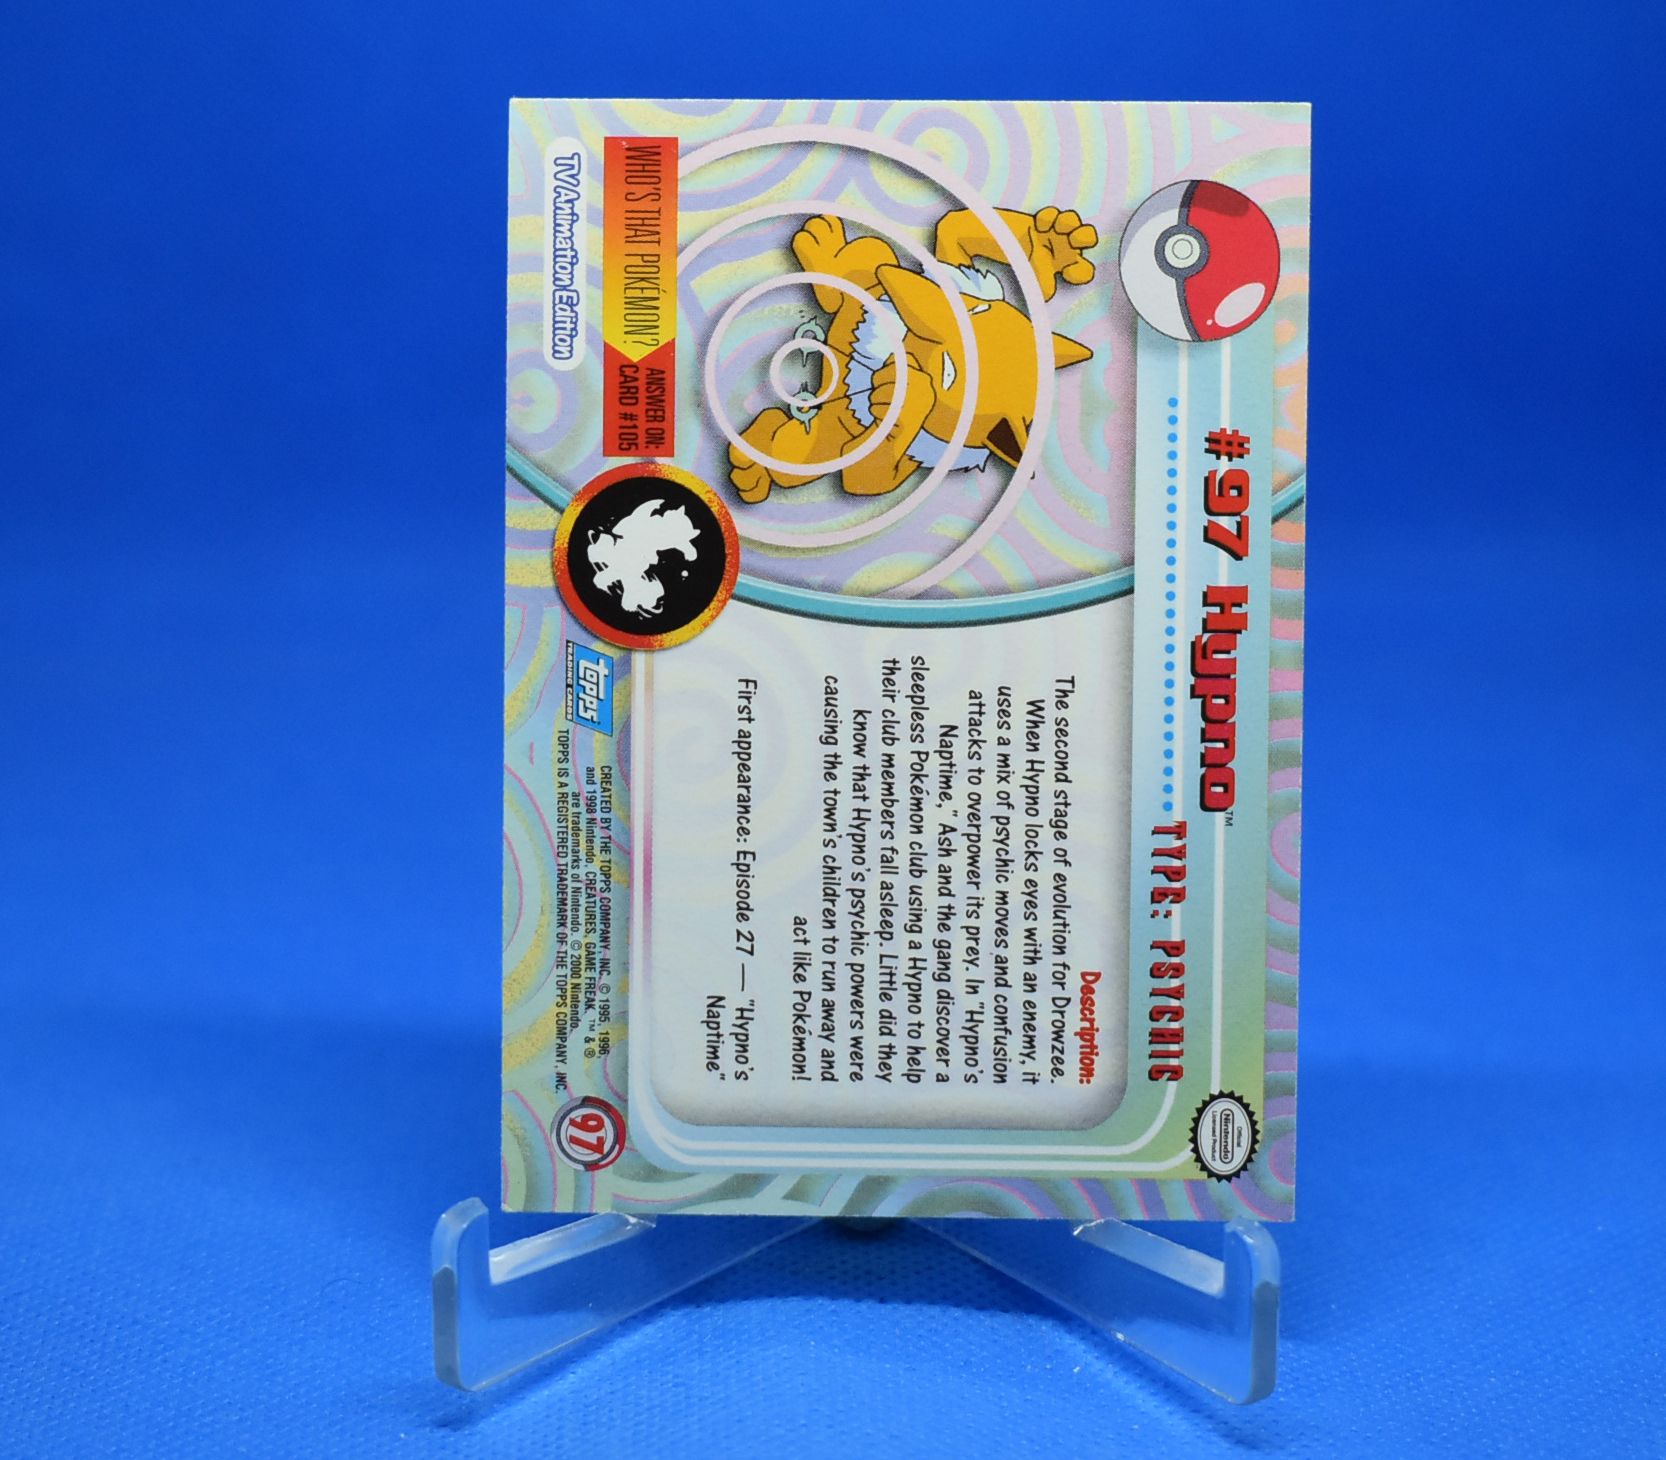 #97 Hypno™
TYPE: PSYCHIC
Official
Nintendo
Licensed Product
Description:
The second stage of evolution for Drowzee.
When Hypno locks eyes with an enemy, it
uses a mix of psychic moves and confusion
attacks to overpower its prey. In "Hypno's
Naptime," Ash and the gang discover a
sleepless Pokémon club using a Hypno to help
their club members fall asleep. Little did they
know that Hypno's psychic powers were
causing the town's children to run away and
act like Pokémon!
First appearance: Episode 27 — "Hypno's
Naptime"
WHO'S THAT POKÉMON?
ANSWER ON:
CARD #105
TV Animation Edition
topps
TRADING CARDS
CREATED BY THE TOPPS COMPANY, INC. © 1995, 1996,
and 1998 Nintendo, CREATURES, GAME FREAK. ™ & ®
are trademarks of Nintendo. © 2000 Nintendo.
TOPPS IS A REGISTERED TRADEMARK OF THE TOPPS COMPANY, INC.
97